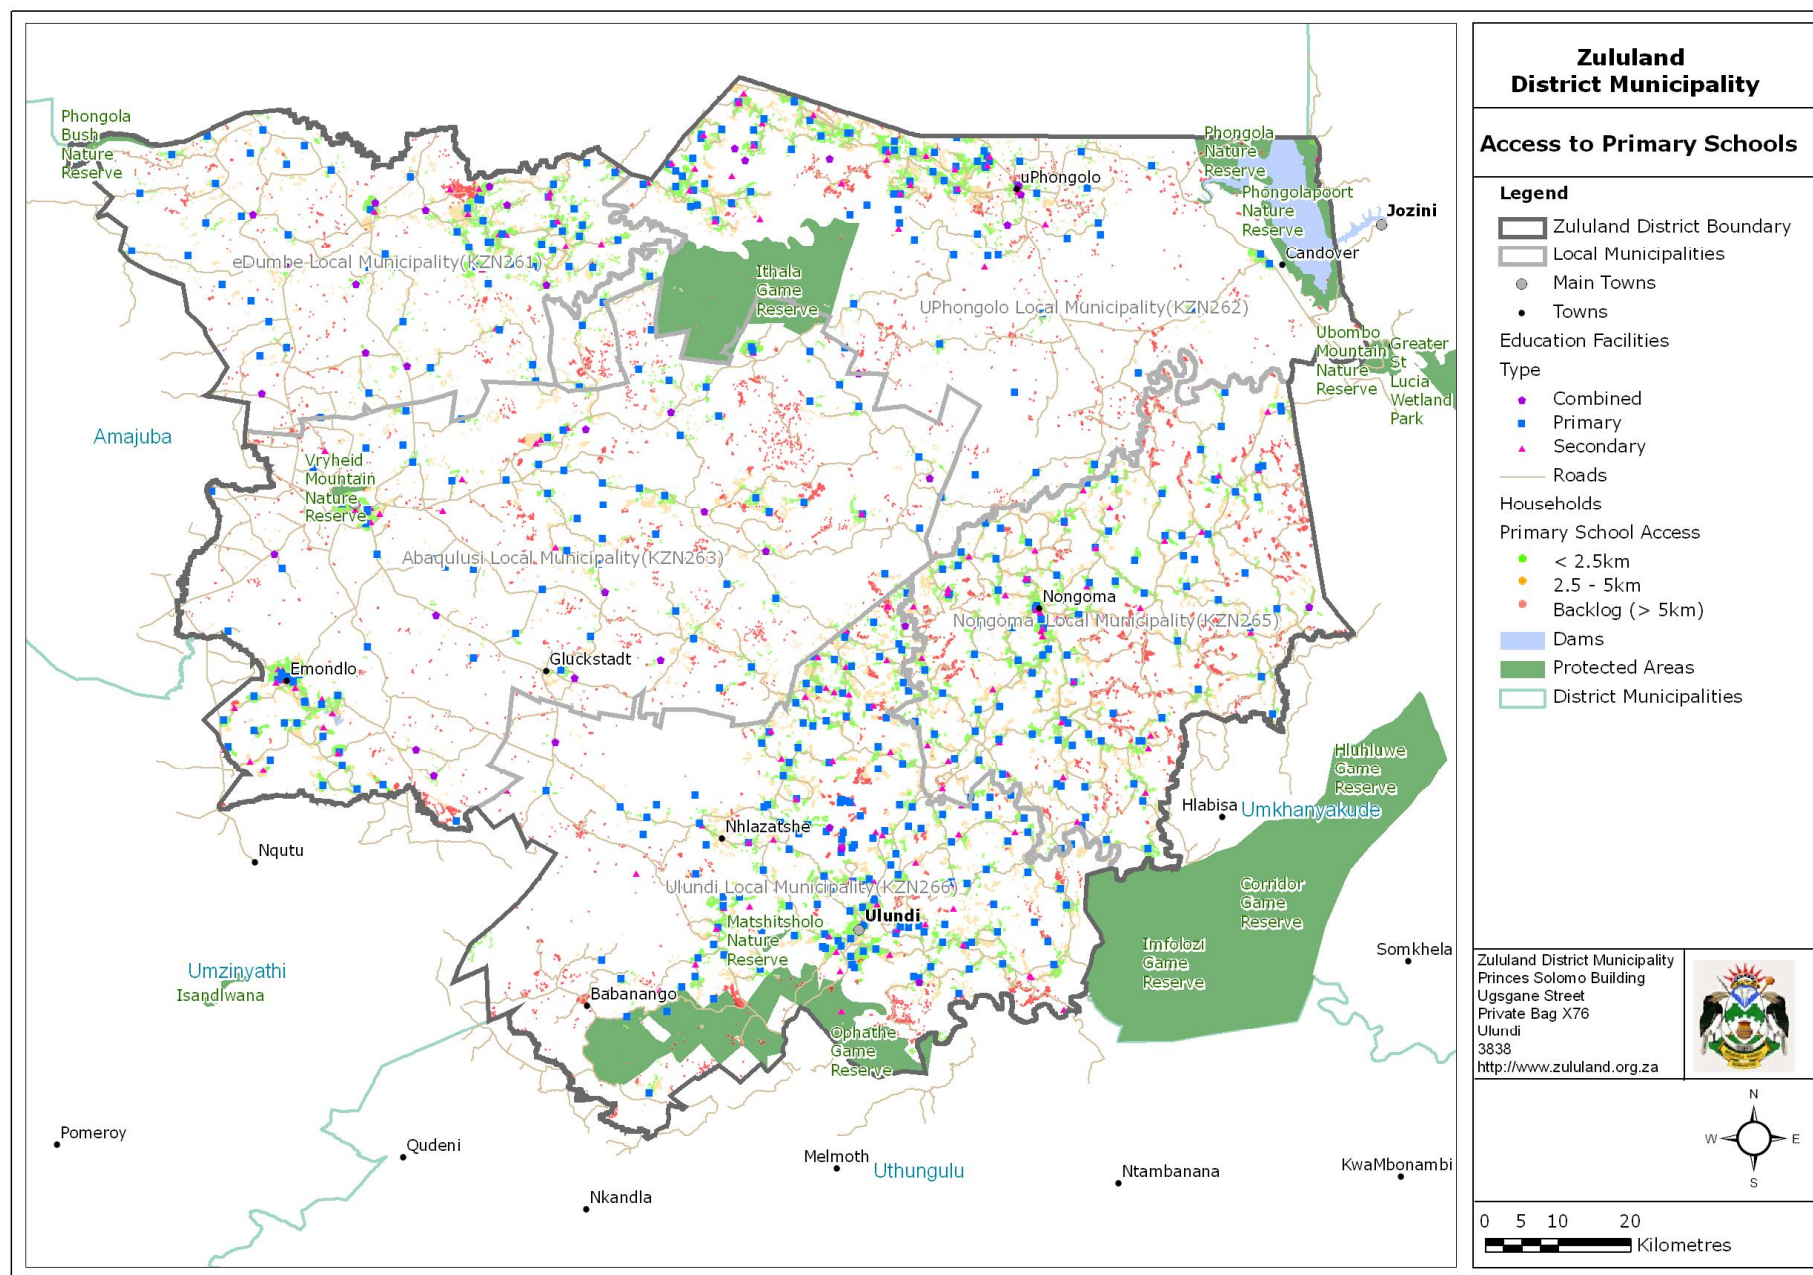 Zululand
District Municipality
Access to Primary Schools
Legend
Zululand District Boundary
Local Municipalities
Main Towns
Towns
Education Facilities
Type
Combined
Primary
Secondary
Roads
Households
Primary School Access
< 2.5km
2.5 - 5km
Backlog (> 5km)
Dams
Protected Areas
District Municipalities
Zululand District Municipality
Princes Solomo Building
Ugsgane Street
Private Bag X76
Ulundi
3838
http://www.zululand.org.za
N
W
E
S
0 5 10 20
Kilometres
Phongola
Bush
Nature
Reserve
Phongola
Nature
Reserve
Phongolapoort
Nature
Reserve
uPhongolo
Jozini
Candover
eDumbe Local Municipality(KZN261)
Ithala
Game
Reserve
UPhongolo Local Municipality(KZN262)
Ubombo
Mountain
Nature
Reserve
Greater
St
Lucia
Wetland
Park
Amajuba
Vryheid
Mountain
Nature
Reserve
Abaqulusi Local Municipality(KZN263)
Nongoma
Nongoma Local Municipality(KZN265)
Gluckstadt
Emondlo
Hluhluwe
Game
Reserve
Hlabisa
Umkhanyakude
Nhlazatshe
Nqutu
Ulundi Local Municipality(KZN266)
Corridor
Game
Reserve
Ulundi
Matshitsholo
Nature
Reserve
Imfolozi
Game
Reserve
Somkhela
Umzinyathi
Isandlwana
Babanango
Ophathe
Game
Reserve
Pomeroy
Qudeni
Melmoth
Uthungulu
Ntambanana
KwaMbonambi
Nkandla